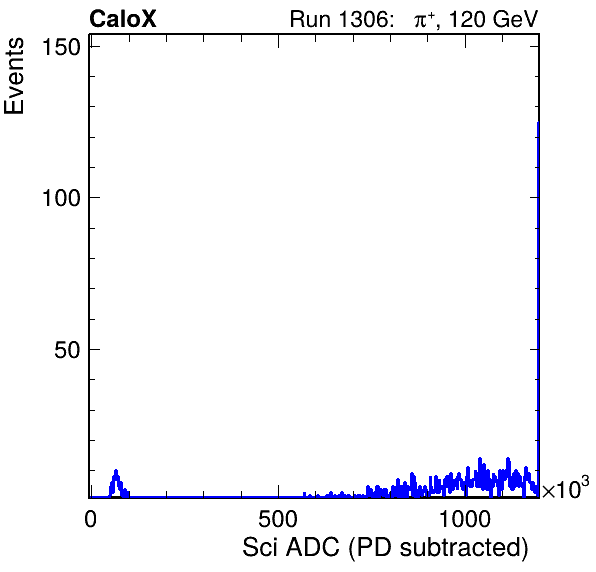 CaloX Run 1306: π⁺, 120 GeV
Events
150
100
50
0 500 1000 ×10³
Sci ADC (PD subtracted)